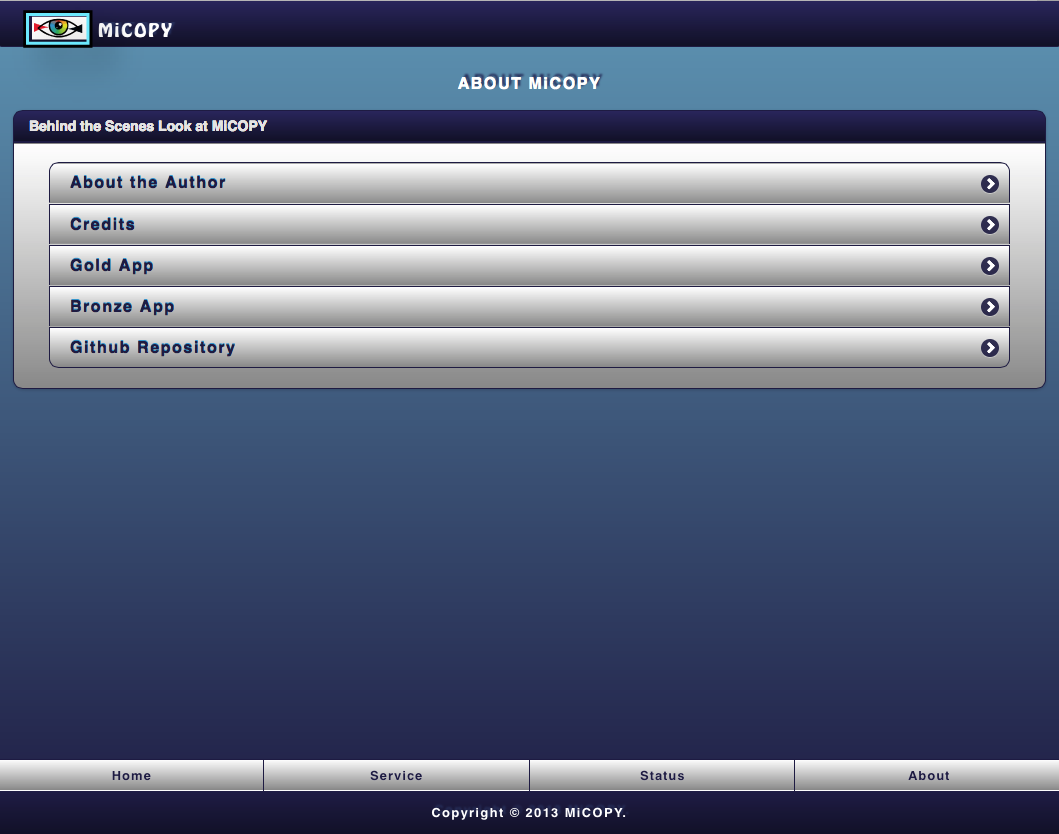 MiCOPY
ABOUT MiCOPY
Behind the Scenes Look at MiCOPY
About the Author
Credits
Gold App
Bronze App
Github Repository
Home Service Status About
Copyright © 2013 MiCOPY.